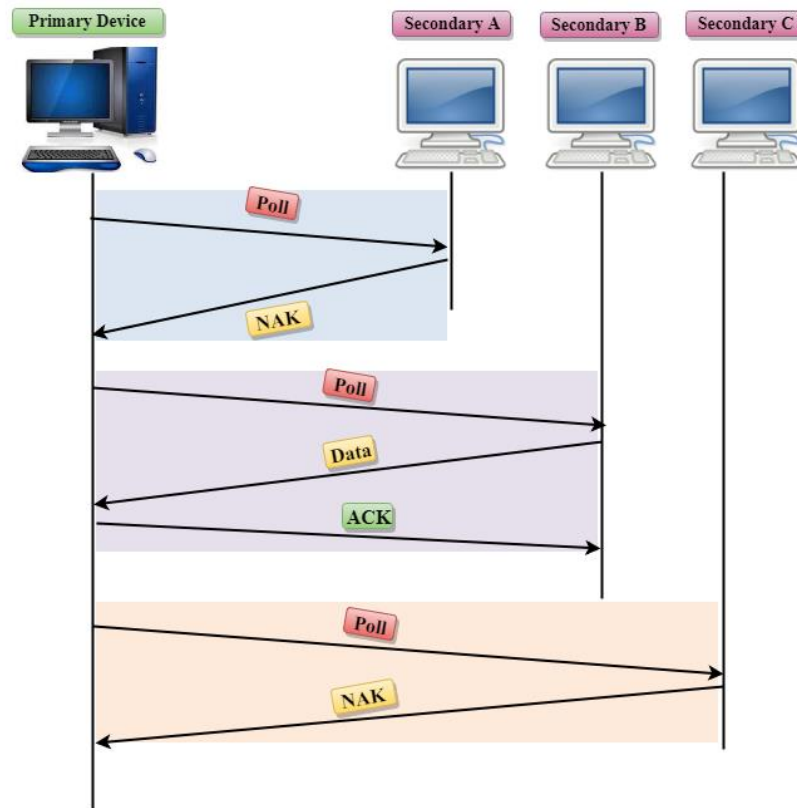 Primary Device
Secondary A
Secondary B
Secondary C
Poll
NAK
Poll
Data
ACK
Poll
NAK